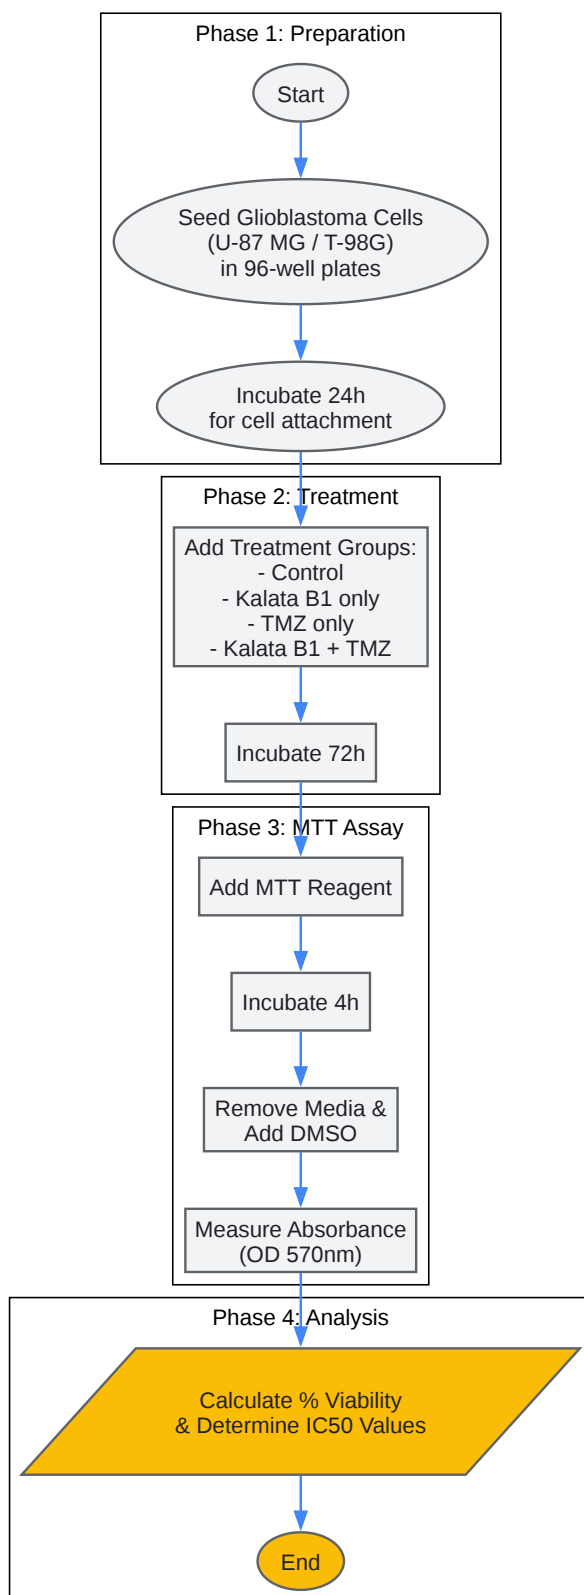 Phase 1: Preparation
Start
Seed Glioblastoma Cells
(U-87 MG / T-98G)
in 96-well plates
Incubate 24h
for cell attachment
Phase 2: Treatment
Add Treatment Groups:
- Control
- Kalata B1 only
- TMZ only
- Kalata B1 + TMZ
Incubate 72h
Phase 3: MTT Assay
Add MTT Reagent
Incubate 4h
Remove Media &
Add DMSO
Measure Absorbance
(OD 570nm)
Phase 4: Analysis
Calculate % Viability
& Determine IC50 Values
End